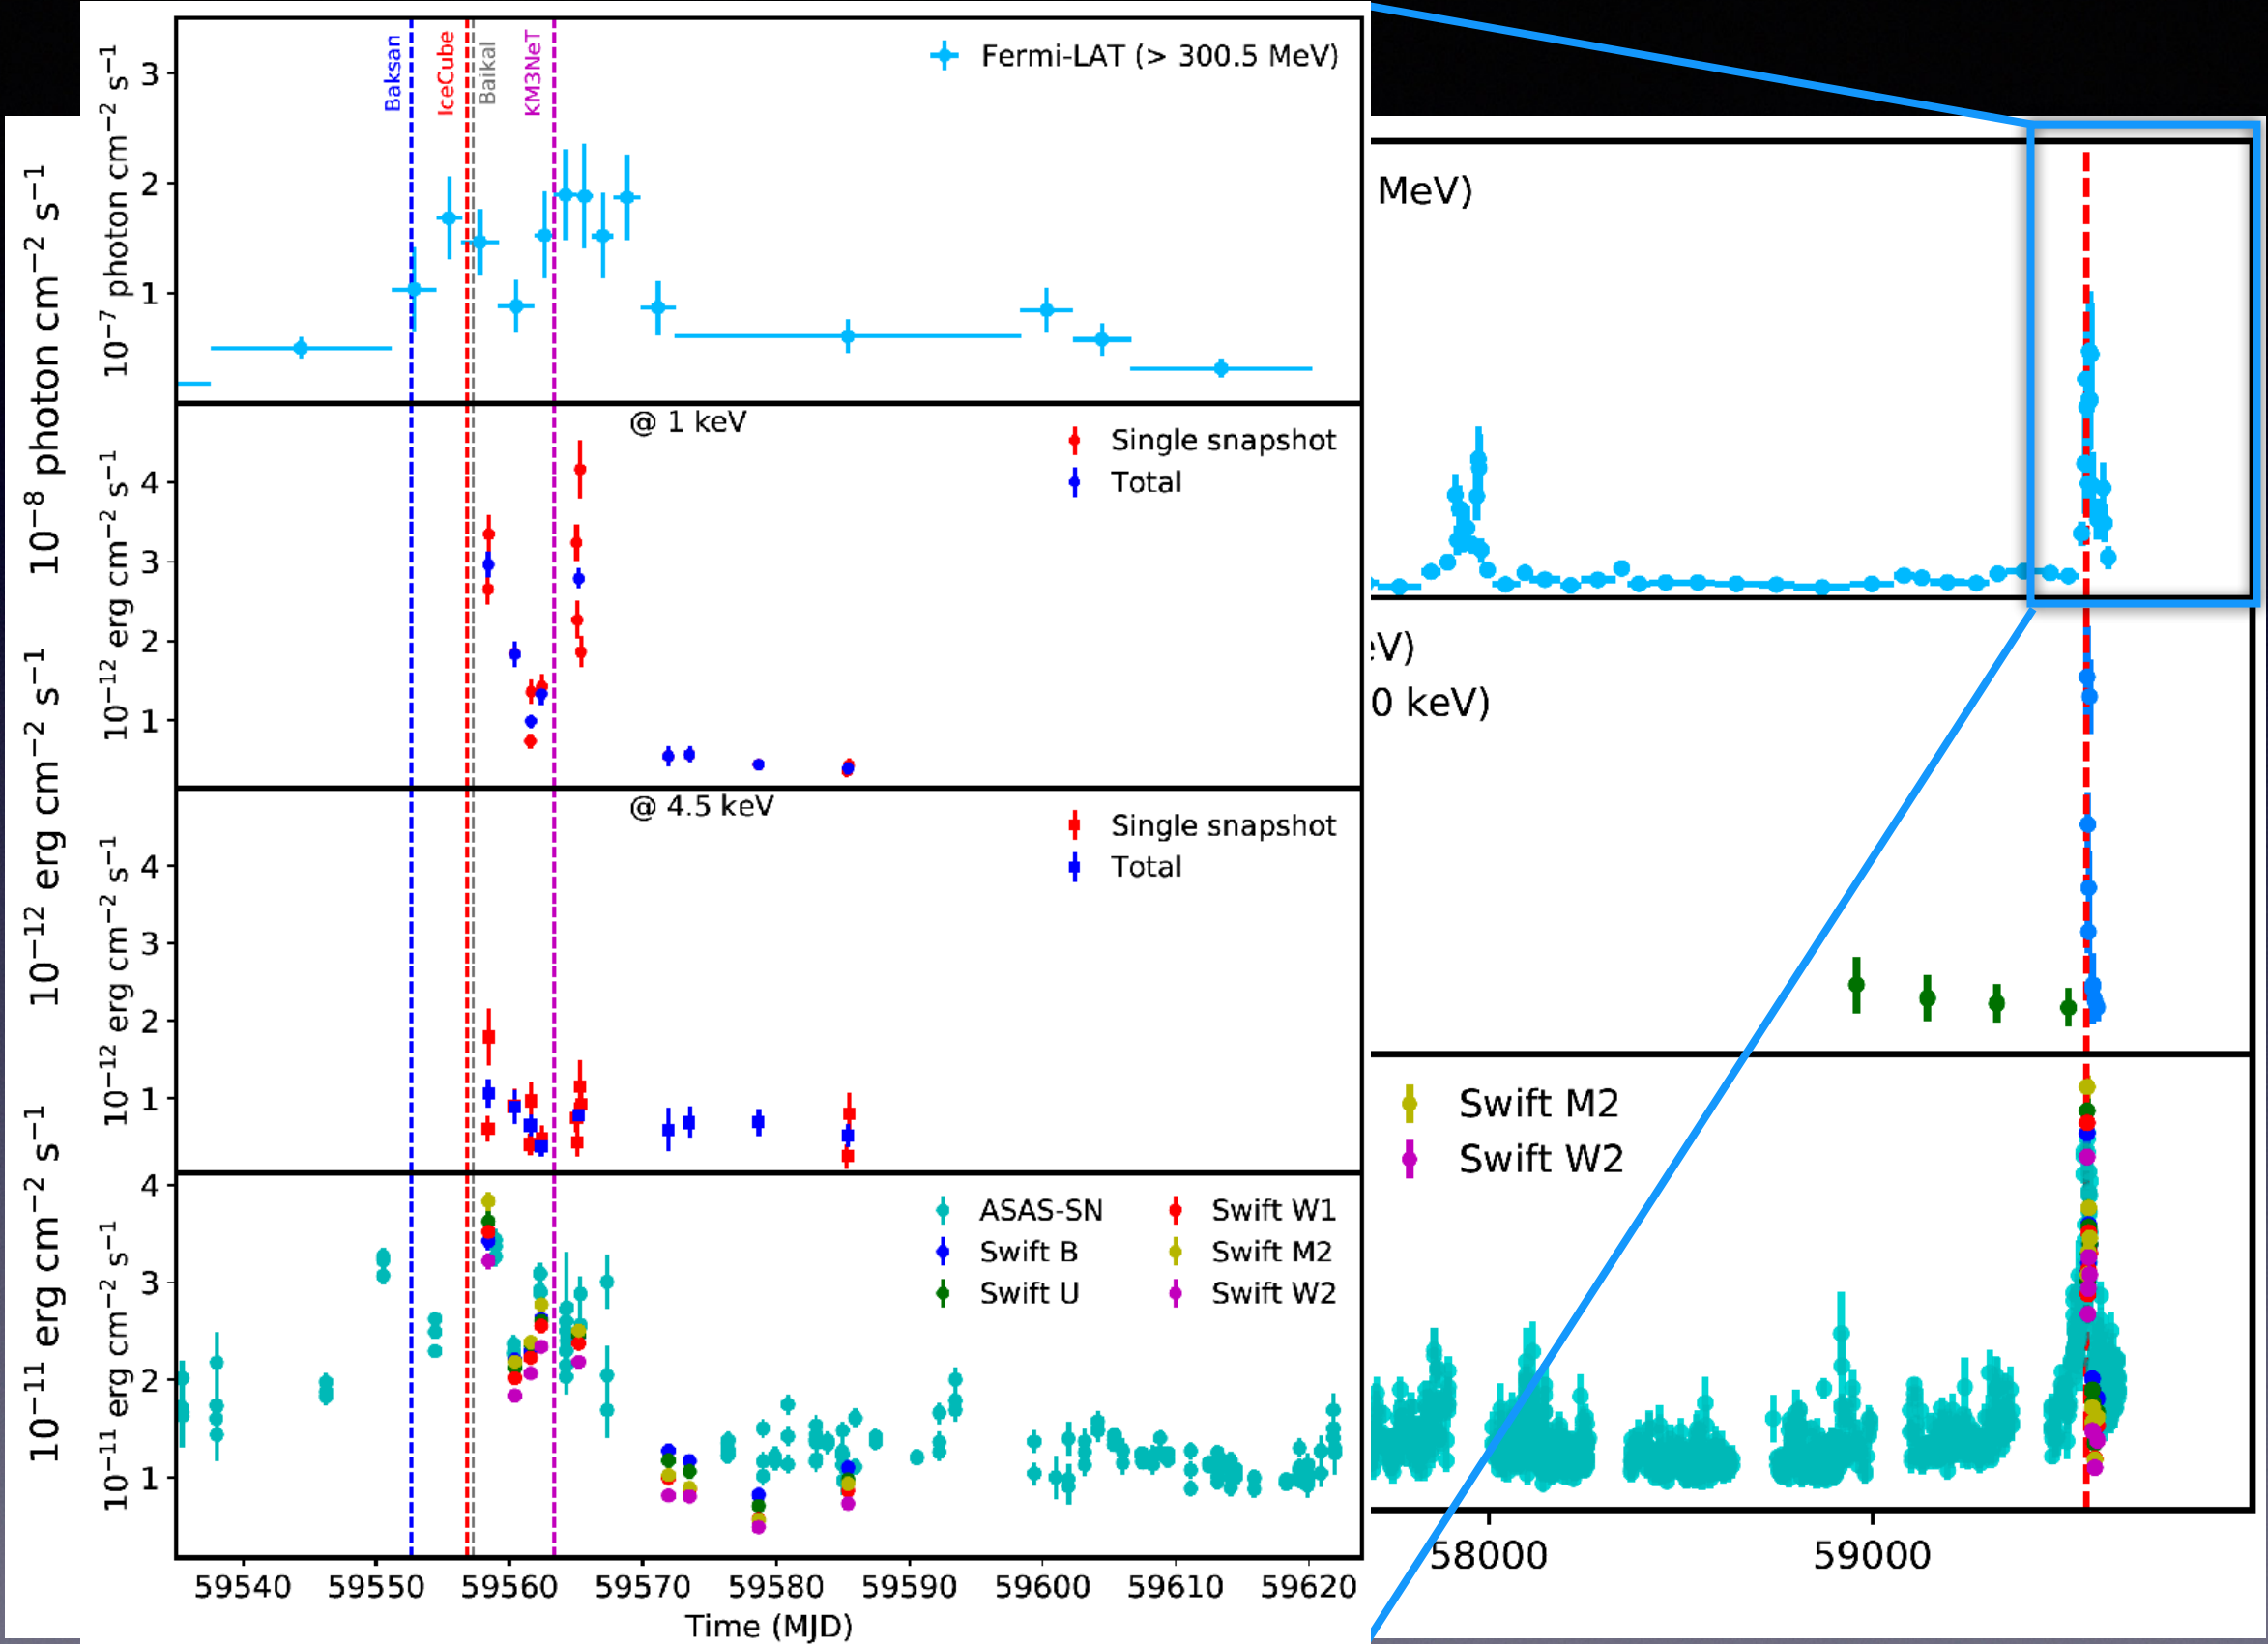 10⁻⁸ photon cm⁻² s⁻¹
10⁻¹² erg cm⁻² s⁻¹
10⁻¹¹ erg cm⁻² s⁻¹
10⁻⁷ photon cm⁻² s⁻¹
3
2
1
Baksan
IceCube
Baikal
KM3NeT
Fermi-LAT (> 300.5 MeV)
10⁻¹² erg cm⁻² s⁻¹
4
3
2
1
@ 1 keV
Single snapshot
Total
10⁻¹² erg cm⁻² s⁻¹
4
3
2
1
@ 4.5 keV
Single snapshot
Total
10⁻¹¹ erg cm⁻² s⁻¹
4
3
2
1
ASAS-SN
Swift B
Swift U
Swift W1
Swift M2
Swift W2
59540 59550 59560 59570 59580 59590 59600 59610 59620
Time (MJD)
MeV)
eV)
0 keV)
Swift M2
Swift W2
58000 59000